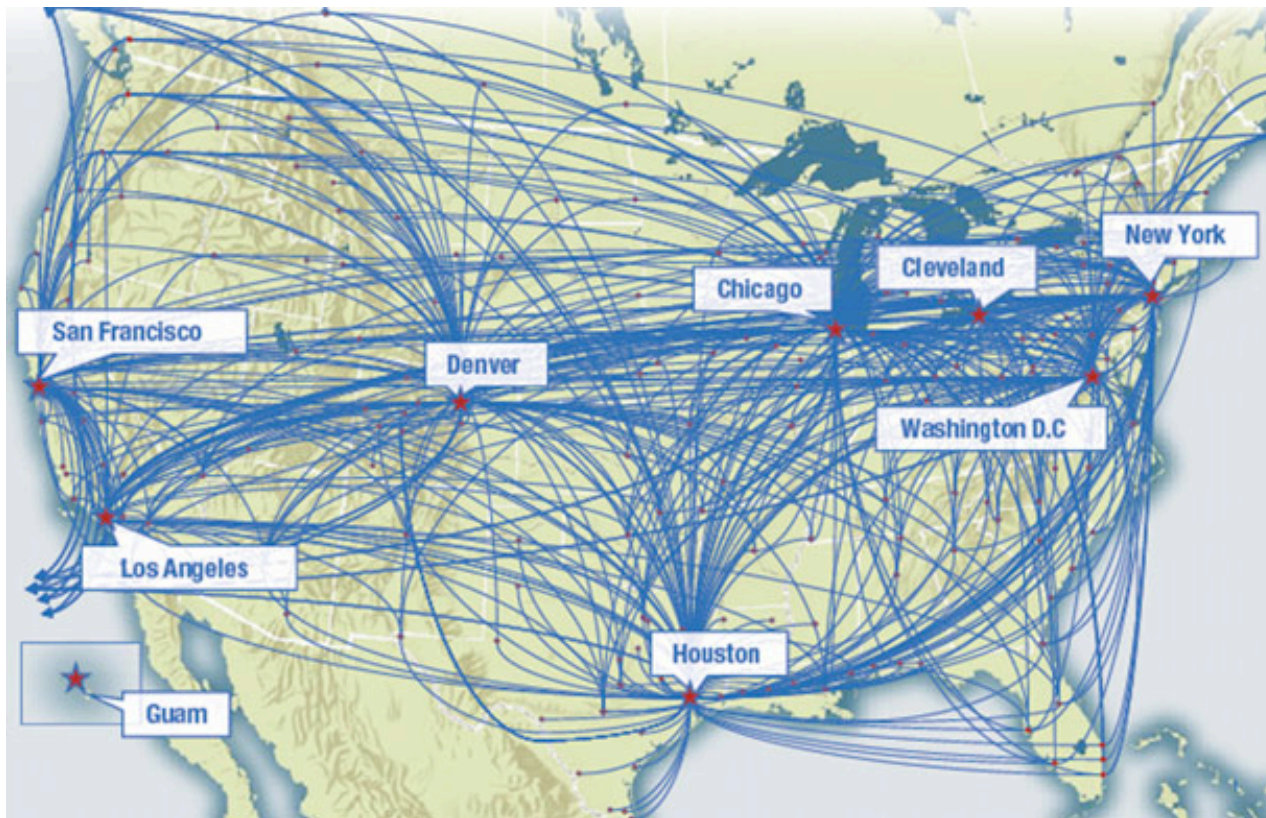 New York
Cleveland
Chicago
San Francisco
Denver
Washington D.C
Los Angeles
Houston
Guam